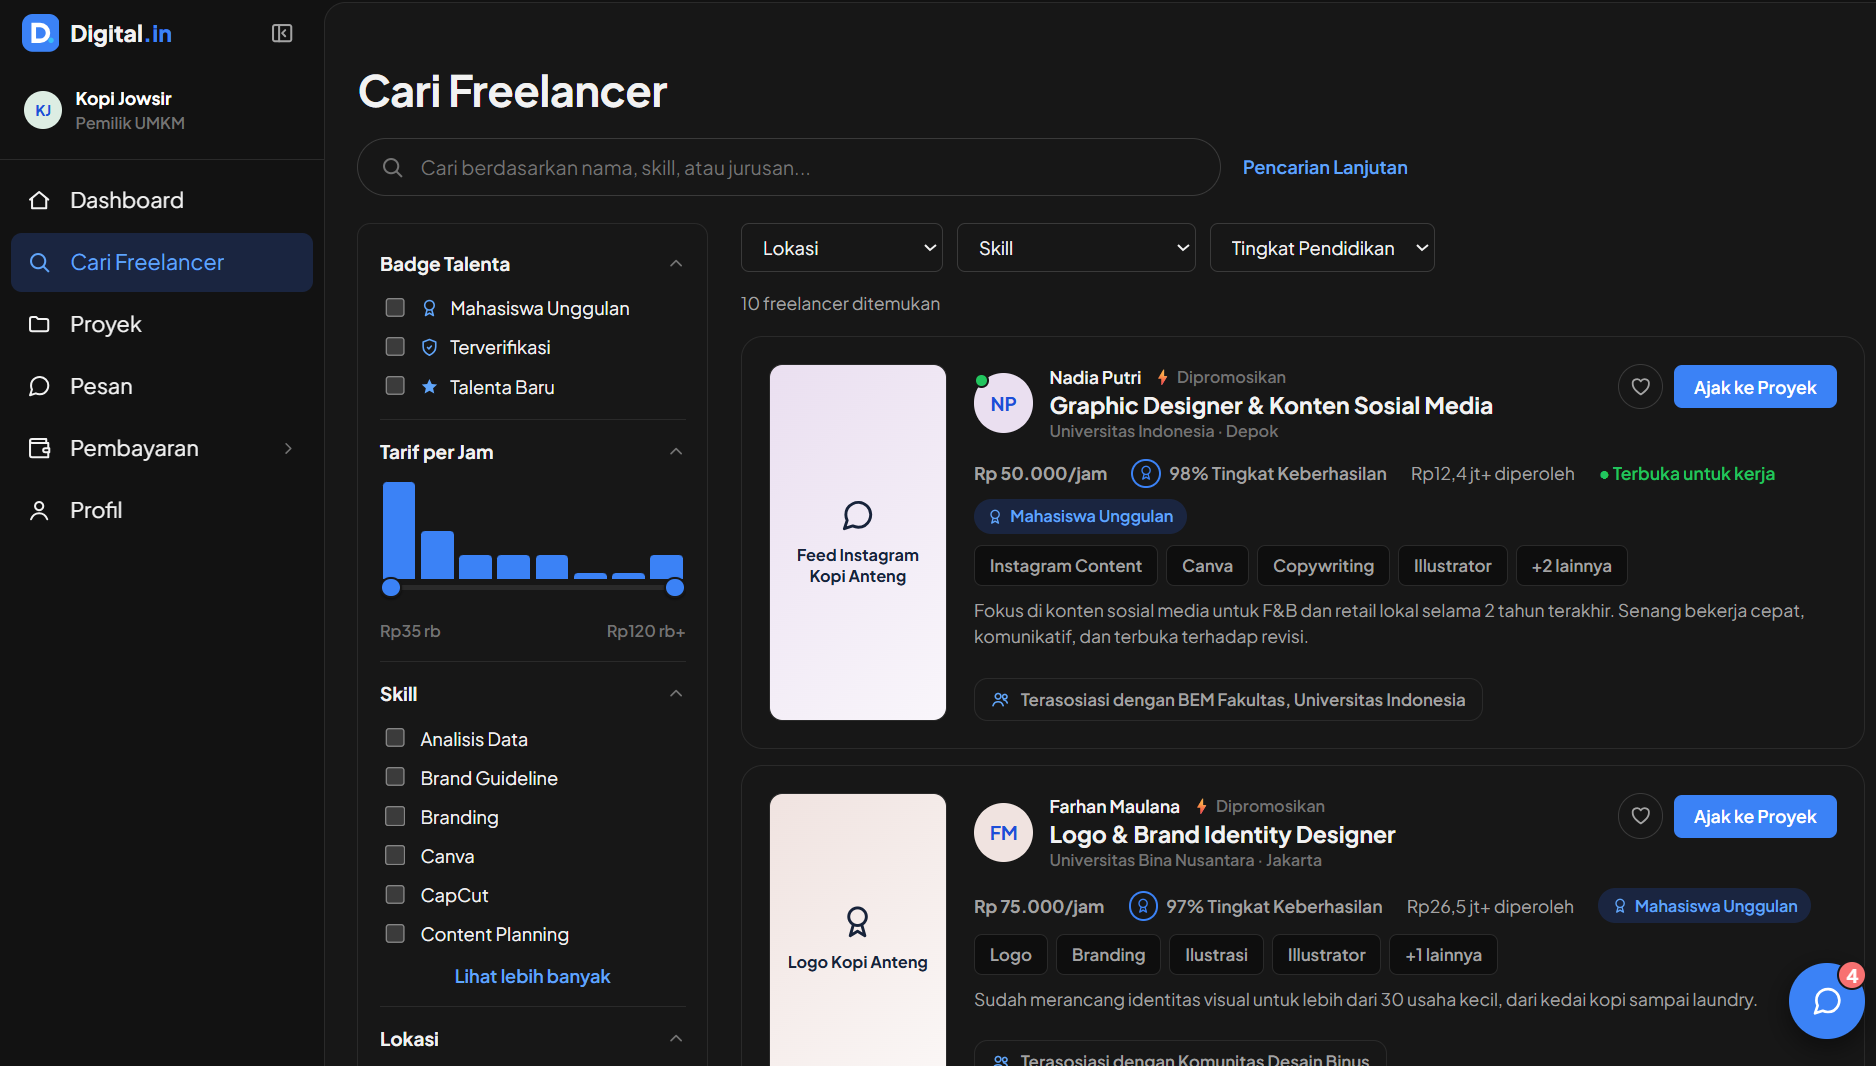 D.
Digital.in
KJ
Kopi Jowsir
Pemilik UMKM
Dashboard
Cari Freelancer
Proyek
Pesan
Pembayaran
Profil
Cari Freelancer
Cari berdasarkan nama, skill, atau jurusan...
Pencarian Lanjutan
Badge Talenta
Mahasiswa Unggulan
Terverifikasi
Talenta Baru
Tarif per Jam
Rp35 rb
Rp120 rb+
Skill
Analisis Data
Brand Guideline
Branding
Canva
CapCut
Content Planning
Lihat lebih banyak
Lokasi
Lokasi
Skill
Tingkat Pendidikan
10 freelancer ditemukan
Feed Instagram
Kopi Anteng
NP
Nadia Putri
Dipromosikan
Graphic Designer & Konten Sosial Media
Universitas Indonesia · Depok
Ajak ke Proyek
Rp 50.000/jam
98% Tingkat Keberhasilan
Rp12,4 jt+ diperoleh
Terbuka untuk kerja
Mahasiswa Unggulan
Instagram Content
Canva
Copywriting
Illustrator
+2 lainnya
Fokus di konten sosial media untuk F&B dan retail lokal selama 2 tahun terakhir. Senang bekerja cepat,
komunikatif, dan terbuka terhadap revisi.
Terasosiasi dengan BEM Fakultas, Universitas Indonesia
Logo Kopi Anteng
FM
Farhan Maulana
Dipromosikan
Logo & Brand Identity Designer
Universitas Bina Nusantara · Jakarta
Ajak ke Proyek
Rp 75.000/jam
97% Tingkat Keberhasilan
Rp26,5 jt+ diperoleh
Mahasiswa Unggulan
Logo
Branding
Ilustrasi
Illustrator
+1 lainnya
Sudah merancang identitas visual untuk lebih dari 30 usaha kecil, dari kedai kopi sampai laundry.
Terasosiasi dengan Komunitas Desain Binus
4